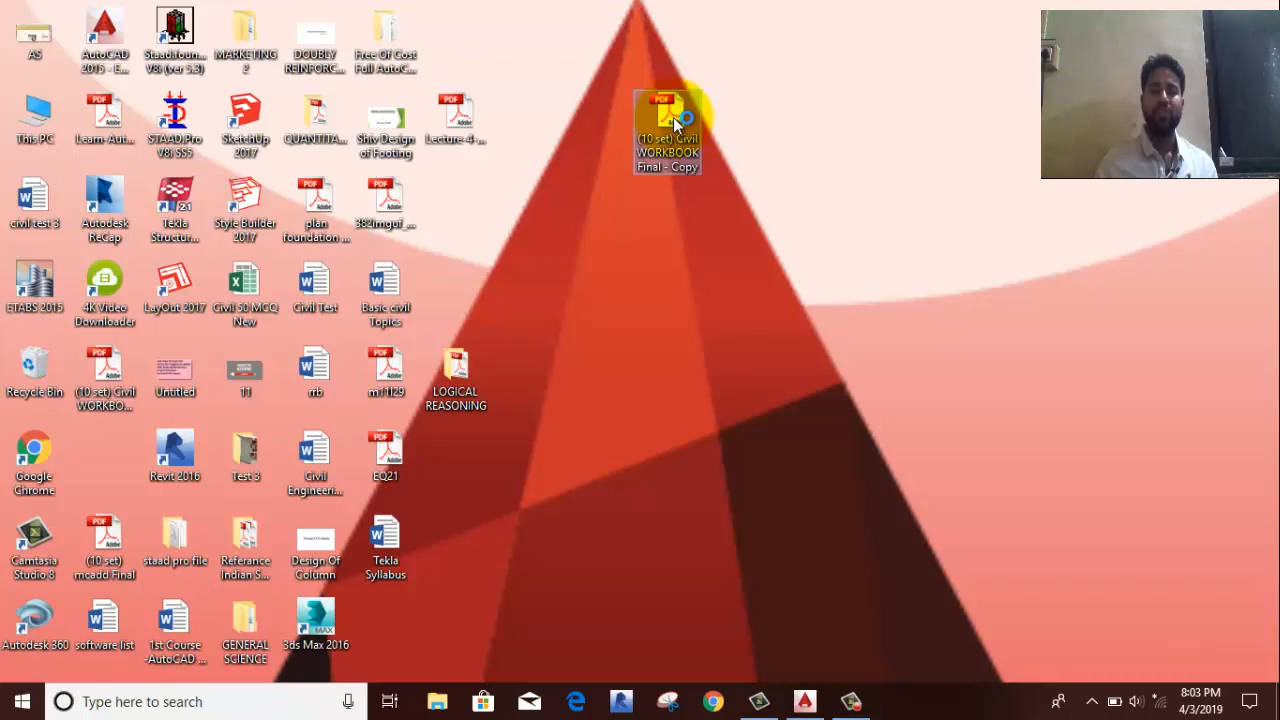 AS
AutoCAD
2015 - E...
Staad.foun...
V8i (ver 5.3)
MARKETING
2
DOUBLY
REINFORC...
Free Of Cost
Full AutoC...
This PC
Learn-Aut...
STAAD.Pro
V8i SS5
SketchUp
2017
QUANTITA...
Shiv Design
of Footing
Lecture-4-...
(10 set) Civil
WORKBOOK
Final - Copy
civil test 3
Autodesk
ReCap
Tekla
Structur...
Style Builder
2017
plan
foundation ...
382imguf_...
ETABS 2015
4K Video
Downloader
LayOut 2017
Civil 50 MCQ
New
Civil Test
Basic civil
Topics
Recycle Bin
(10 set) Civil
WORKBO...
Untitled
11
rrb
m11l29
LOGICAL
REASONING
Google
Chrome
Revit 2016
Test 3
Civil
Engineeri...
EQ21
Camtasia
Studio 8
(10 set)
mcadd Final
staad pro file
Referance
Indian S...
Design Of
Column
Tekla
Syllabus
Autodesk 360
software list
1st Course
-AutoCAD ...
GENERAL
SCIENCE
3ds Max 2016
Type here to search
8:03 PM
4/3/2019